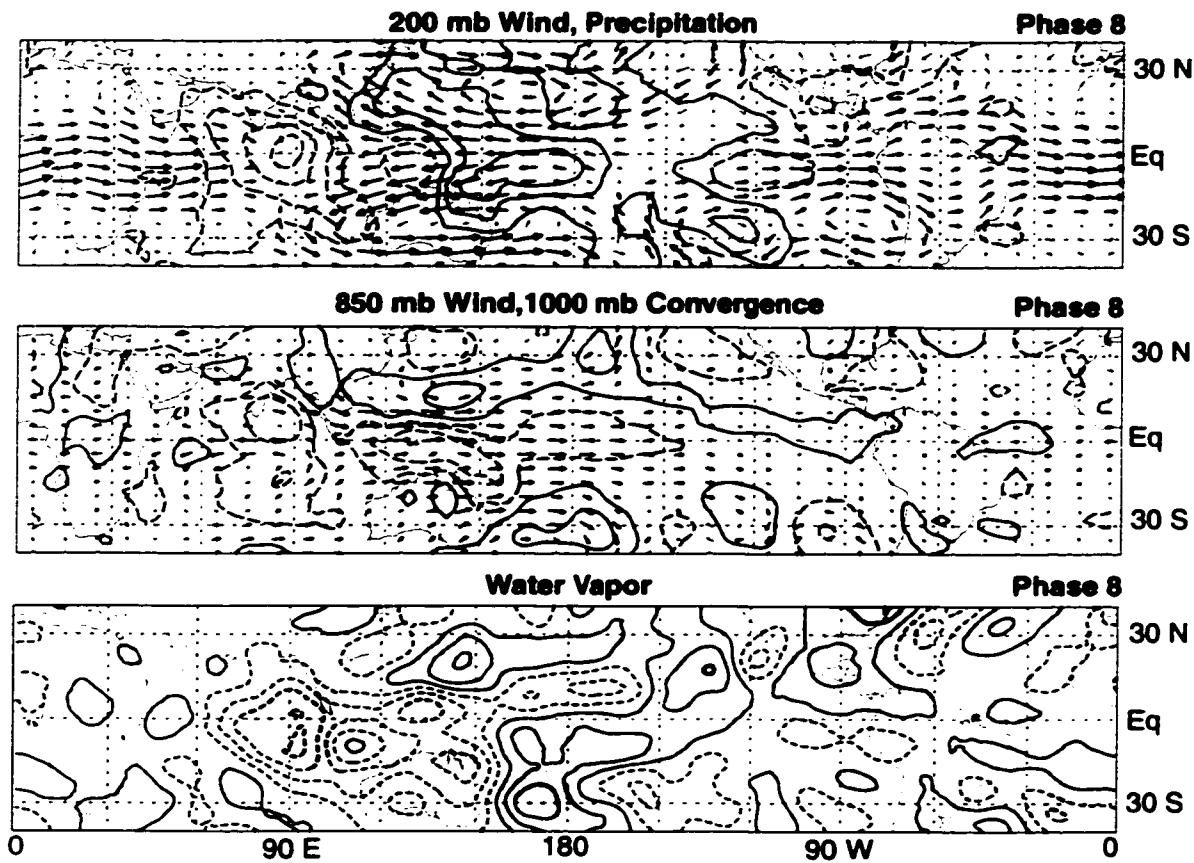 200 mb Wind, Precipitation Phase 8
30 N
Eq
30 S
850 mb Wind,1000 mb Convergence Phase 8
30 N
Eq
30 S
Water Vapor Phase 8
30 N
Eq
30 S
0 90 E 180 90 W 0